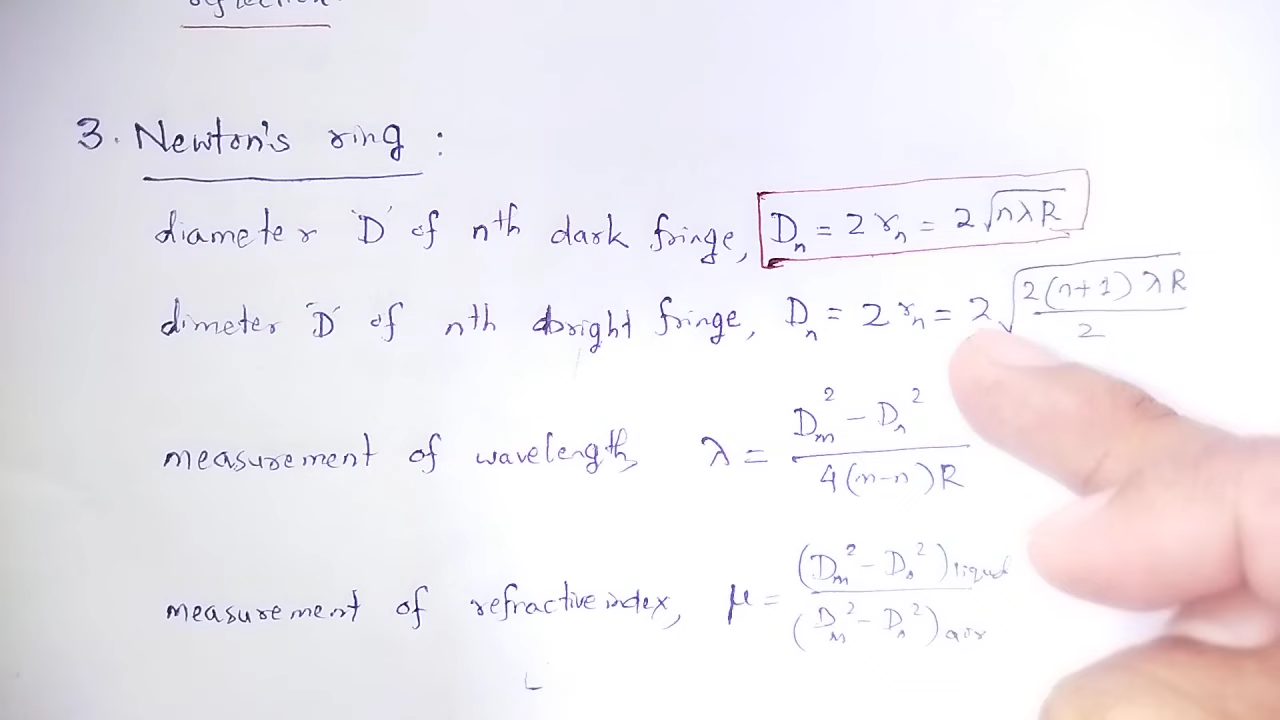 reflection.
3. Newton's ring :
diameter 'D' of nth dark fringe, Dₙ = 2rₙ = 2√(nλR)
dimeter 'D' of nth bright fringe, Dₙ = 2rₙ = 2√(2(n+1)λR / 2)
measurement of wavelength, λ = (Dₘ² - Dₙ²) / 4(m-n)R
measurement of refractive index, μ = (Dₘ² - Dₙ²)liquid / (Dₘ² - Dₙ²)air